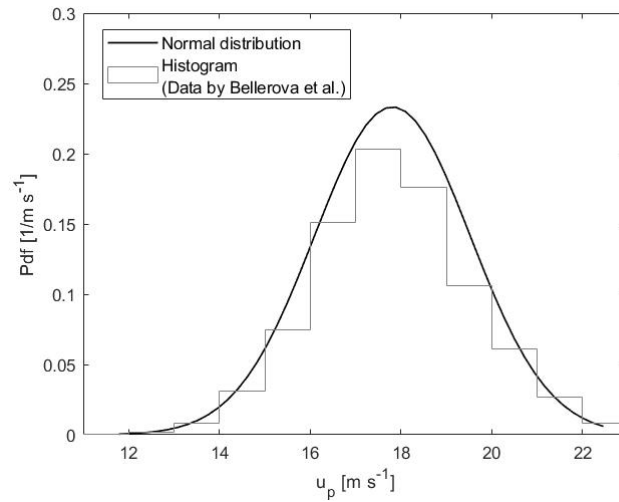 0.3
0.25
0.2
0.15
0.1
0.05
0
Pdf [1/m s⁻¹]
Normal distribution
Histogram
(Data by Bellerova et al.)
12 14 16 18 20 22
u_p [m s⁻¹]